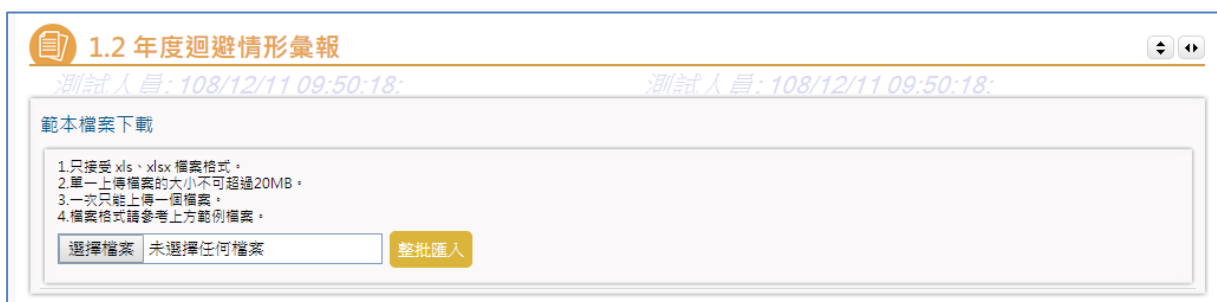 1.2 年度迴避情形彙報
測試人員: 108/12/11 09:50:18: 測試人員: 108/12/11 09:50:18:
範本檔案下載
1.只接受 xls、xlsx 檔案格式。
2.單一上傳檔案的大小不可超過20MB。
3.一次只能上傳一個檔案。
4.檔案格式請參考上方範例檔案。
選擇檔案 未選擇任何檔案 整批匯入